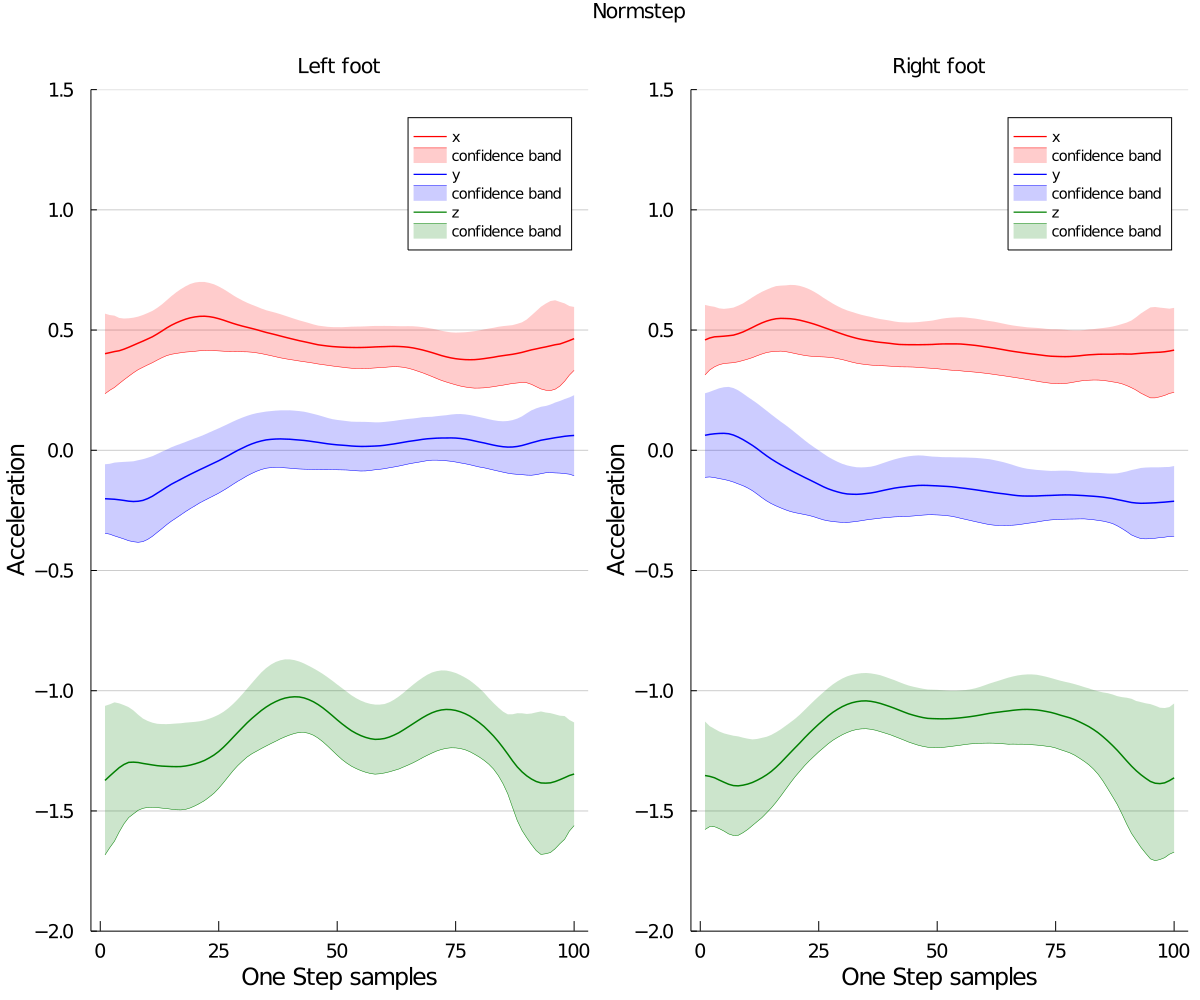 Normstep
Left foot
1.5
1.0
0.5
0.0
−0.5
−1.0
−1.5
−2.0
Acceleration
x
confidence band
y
confidence band
z
confidence band
0
25
50
75
100
One Step samples
Right foot
1.5
1.0
0.5
0.0
−0.5
−1.0
−1.5
−2.0
Acceleration
x
confidence band
y
confidence band
z
confidence band
0
25
50
75
100
One Step samples